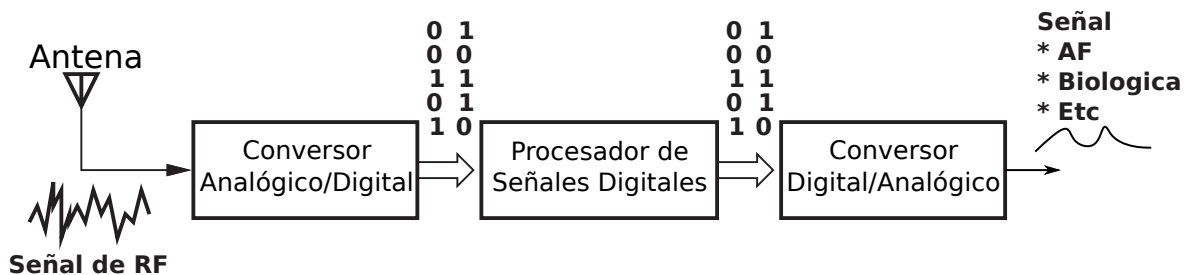 Antena
Señal de RF
0 1
0 0
1 1
0 1
1 0
Conversor
Analógico/Digital
Procesador de
Señales Digitales
0 1
0 0
1 1
0 1
1 0
Conversor
Digital/Analógico
Señal
* AF
* Biologica
* Etc